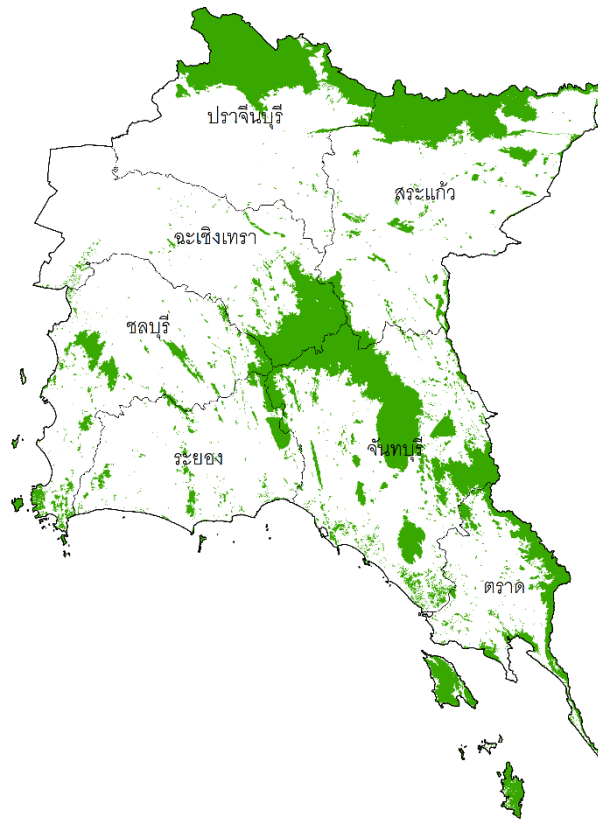 ปราจีนบุรี
สระแก้ว
ฉะเชิงเทรา
ชลบุรี
ระยอง
จันทบุรี
ตราด